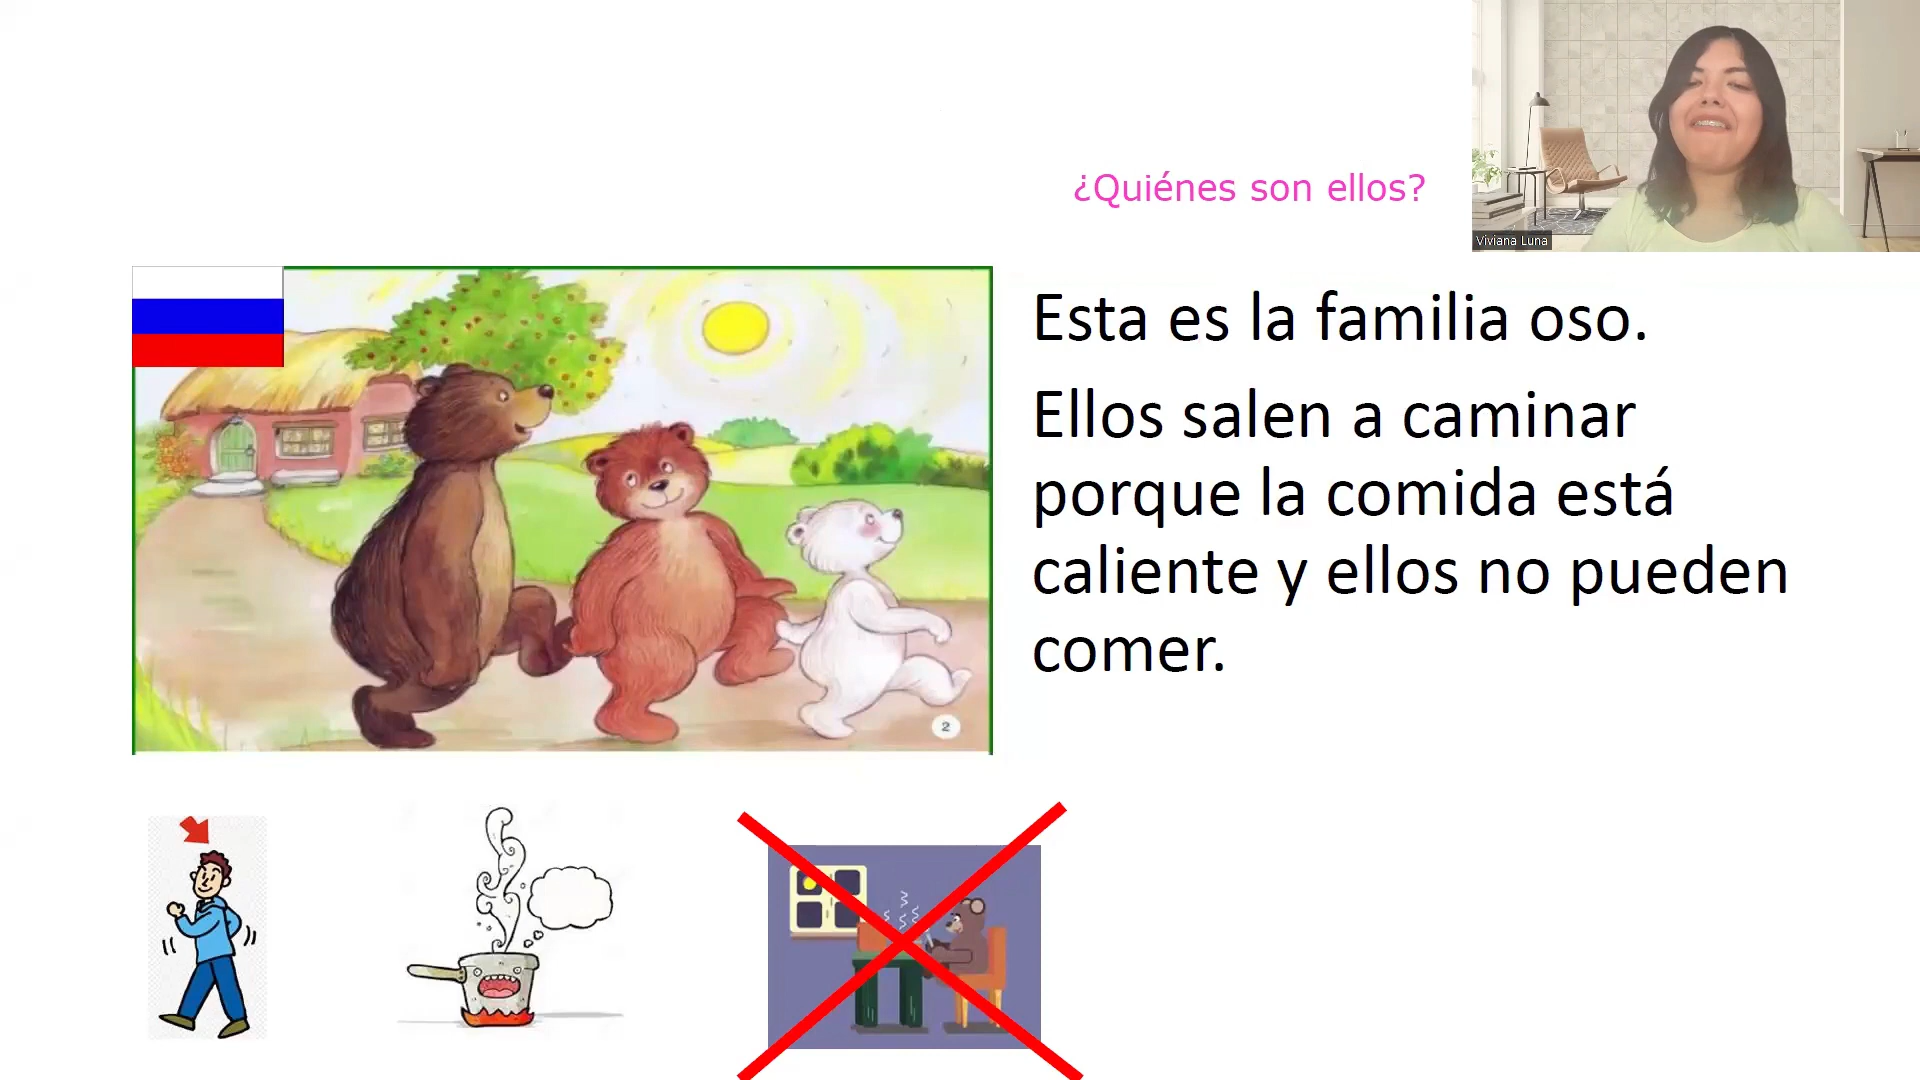 ¿Quiénes son ellos?
Viviana Luna
Esta es la familia oso.
Ellos salen a caminar
porque la comida está
caliente y ellos no pueden
comer.
2